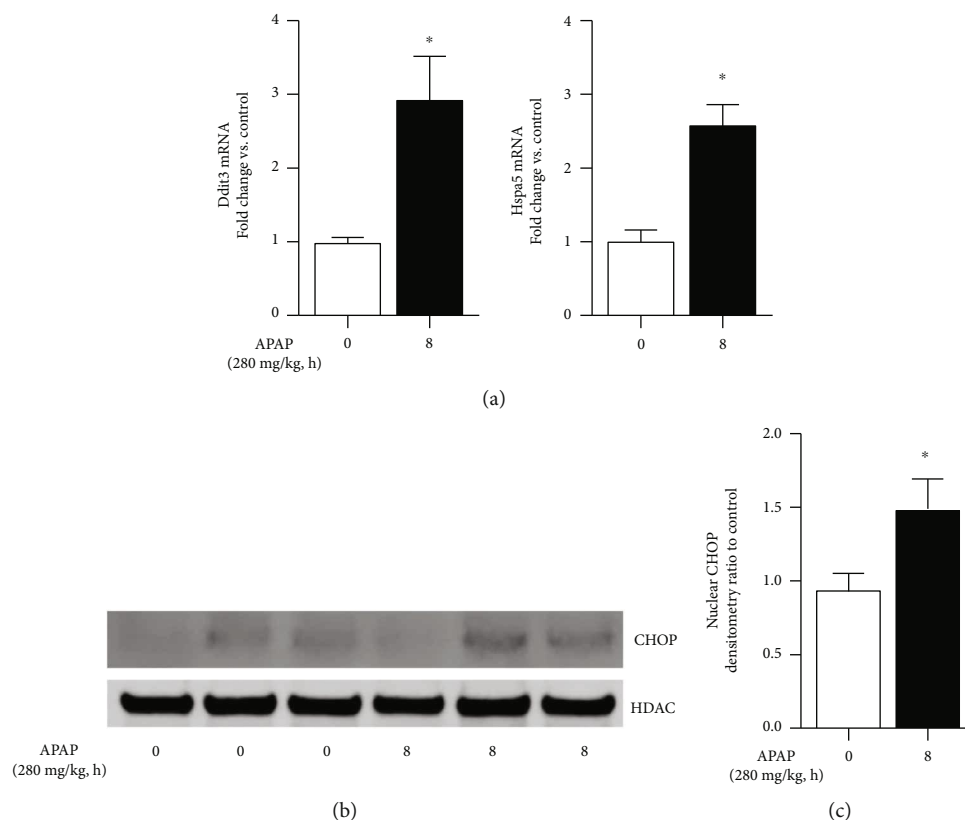 Ddit3 mRNA
Fold change vs. control
4
3
2
1
0
*
0
8
APAP
(280 mg/kg, h)
Hspa5 mRNA
Fold change vs. control
4
3
2
1
0
*
0
8
(a)
CHOP
HDAC
APAP
(280 mg/kg, h)
0 0 0 8 8 8
(b)
Nuclear CHOP
densitometry ratio to control
2.0
1.5
1.0
0.5
0.0
*
0
8
APAP
(280 mg/kg, h)
(c)